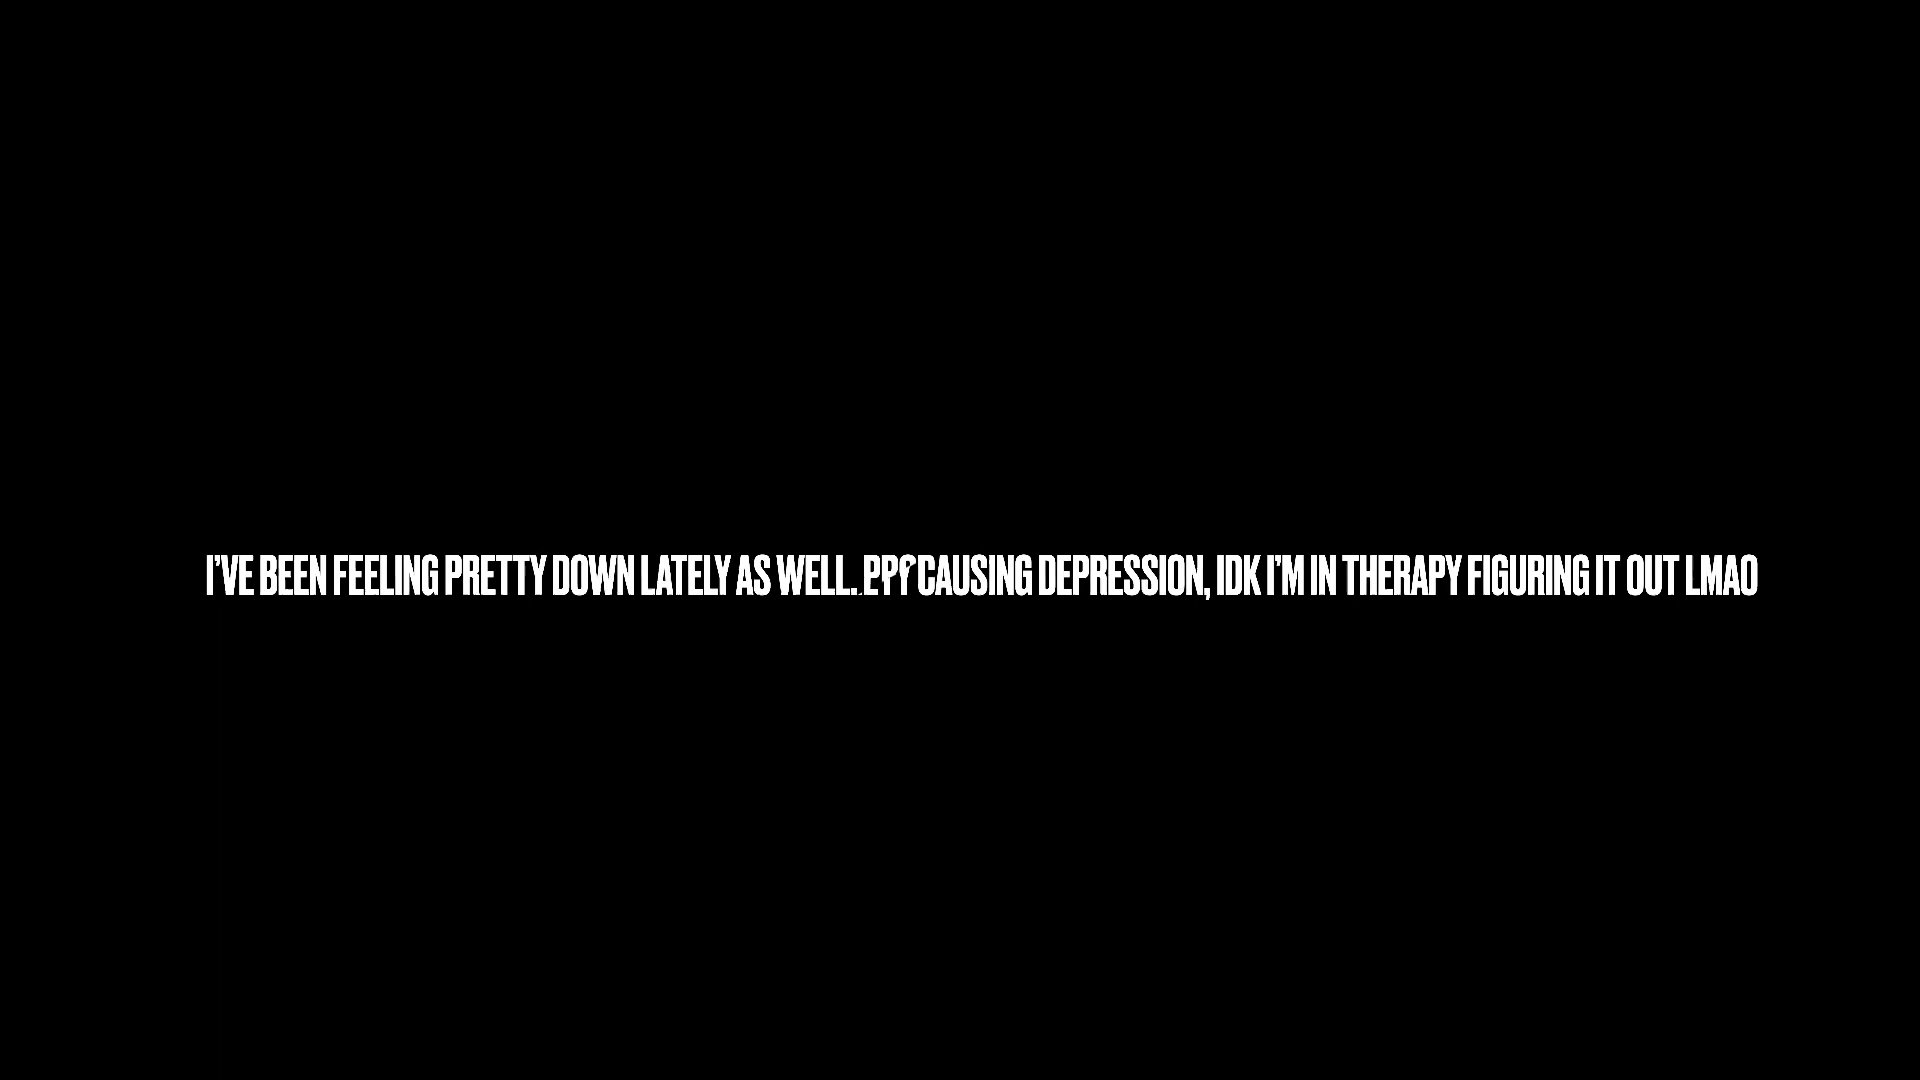 I'VE BEEN FEELING PRETTY DOWN LATELY AS WELL. CAUSING DEPRESSION, IDK I'M IN THERAPY FIGURING IT OUT LMAO